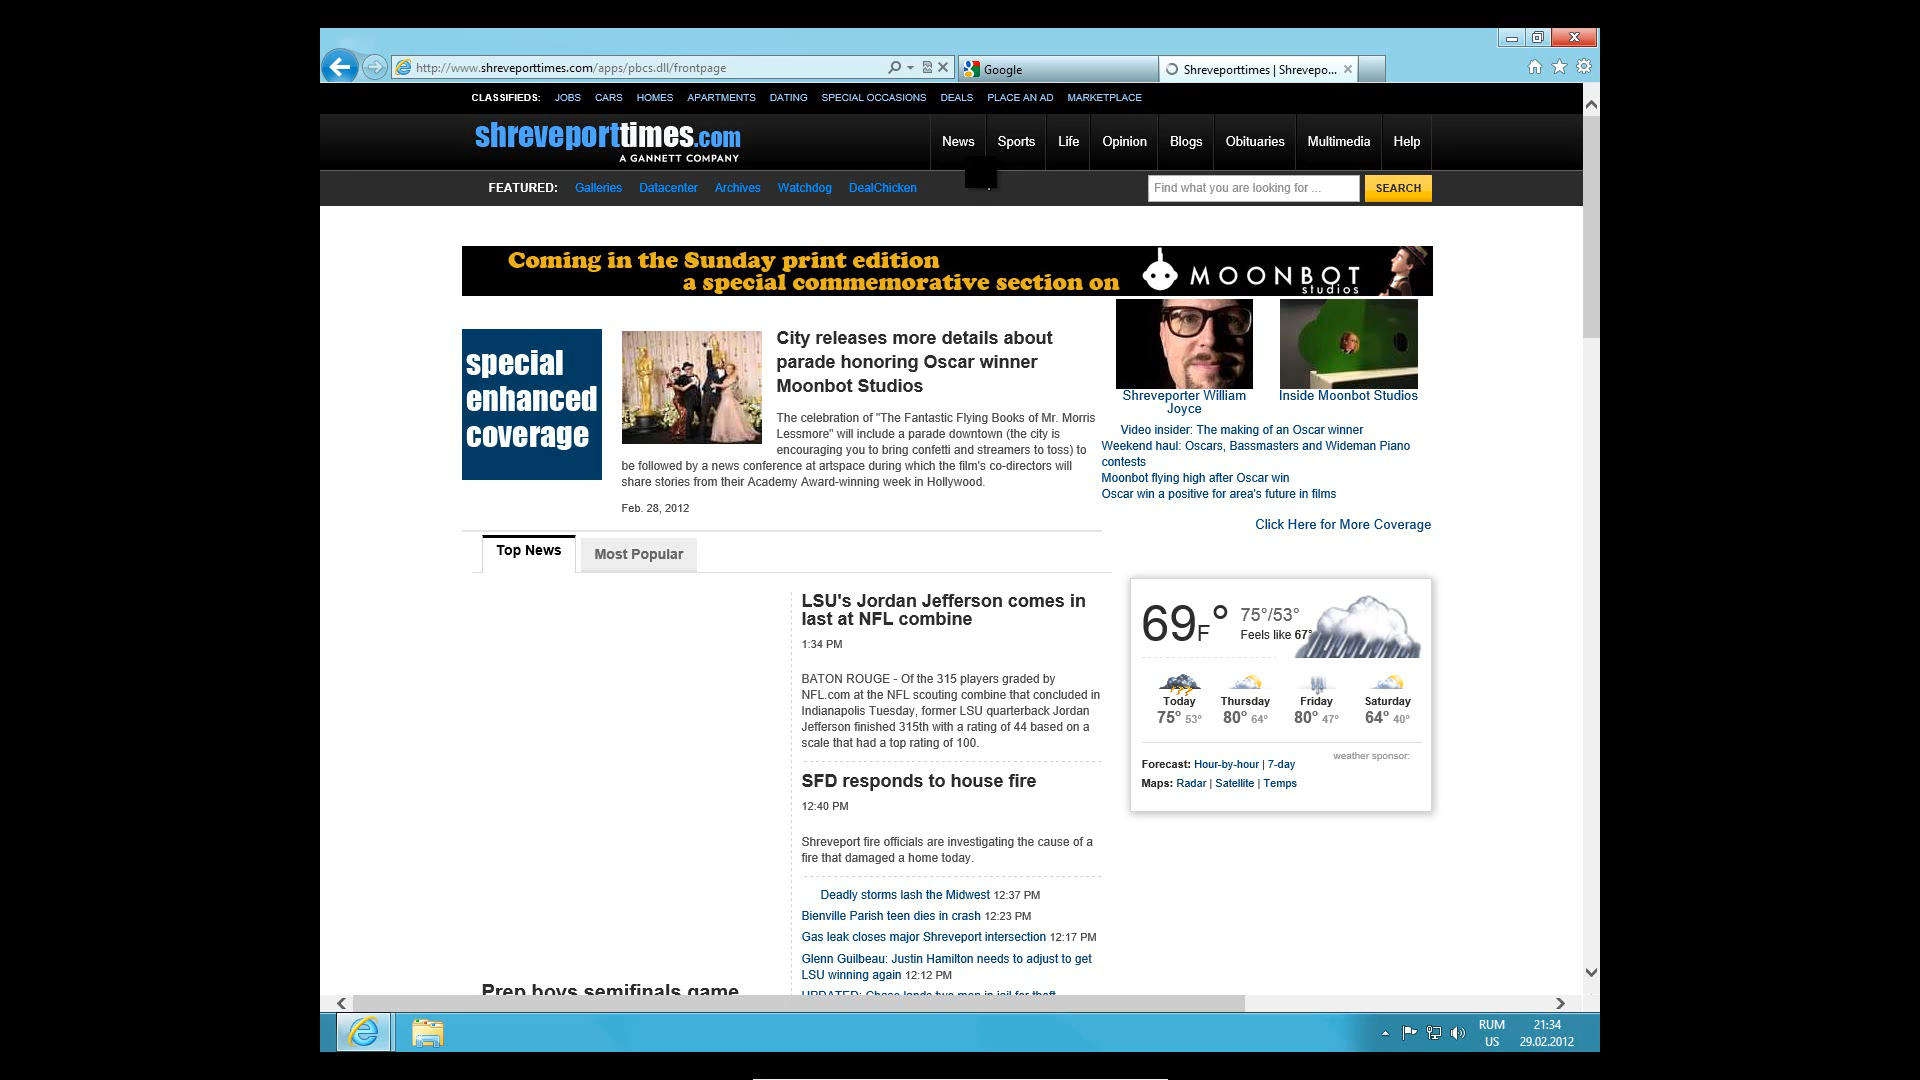 http://www.shreveporttimes.com/apps/pbcs.dll/frontpage
Google
Shreveporttimes | Shrevepo...
CLASSIFIEDS: JOBS CARS HOMES APARTMENTS DATING SPECIAL OCCASIONS DEALS PLACE AN AD MARKETPLACE
shreveporttimes.com
A GANNETT COMPANY
News Sports Life Opinion Blogs Obituaries Multimedia Help
FEATURED: Galleries Datacenter Archives Watchdog DealChicken
Find what you are looking for ...
SEARCH
Coming in the Sunday print edition
a special commemorative section on
MOONBOT
studios
special
enhanced
coverage
City releases more details about
parade honoring Oscar winner
Moonbot Studios
The celebration of "The Fantastic Flying Books of Mr. Morris
Lessmore" will include a parade downtown (the city is
encouraging you to bring confetti and streamers to toss) to
be followed by a news conference at artspace during which the film's co-directors will
share stories from their Academy Award-winning week in Hollywood.
Feb. 28, 2012
Shreveporter William
Joyce
Inside Moonbot Studios
Video insider: The making of an Oscar winner
Weekend haul: Oscars, Bassmasters and Wideman Piano
contests
Moonbot flying high after Oscar win
Oscar win a positive for area's future in films
Click Here for More Coverage
Top News
Most Popular
LSU's Jordan Jefferson comes in
last at NFL combine
1:34 PM
BATON ROUGE - Of the 315 players graded by
NFL.com at the NFL scouting combine that concluded in
Indianapolis Tuesday, former LSU quarterback Jordan
Jefferson finished 315th with a rating of 44 based on a
scale that had a top rating of 100.
SFD responds to house fire
12:40 PM
Shreveport fire officials are investigating the cause of a
fire that damaged a home today.
Deadly storms lash the Midwest 12:37 PM
Bienville Parish teen dies in crash 12:23 PM
Gas leak closes major Shreveport intersection 12:17 PM
Glenn Guilbeau: Justin Hamilton needs to adjust to get
LSU winning again 12:12 PM
UPDATED: Chase lands two men in jail for theft
Prep boys semifinals game
69F° 75°/53°
Feels like 67°
Today Thursday Friday Saturday
75° 53° 80° 64° 80° 47° 64° 40°
weather sponsor:
Forecast: Hour-by-hour | 7-day
Maps: Radar | Satellite | Temps
RUM 21:34
US 29.02.2012